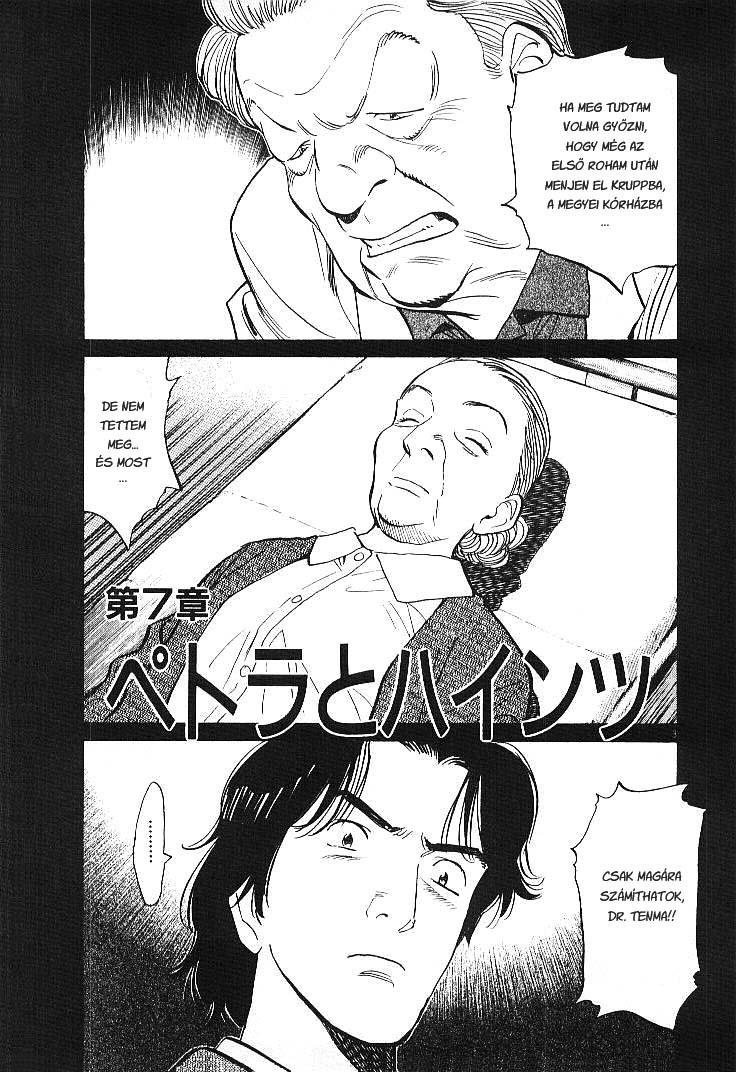 HA MEG TUDTAM
VOLNA GYŐZNI,
HOGY MÉG AZ
ELSŐ ROHAM UTÁN
MENJEN EL KRUPPBA,
A MEGYEI KÓRHÁZBA
...
DE NEM
TETTEM
MEG...
ÉS MOST
...
第7章
ペトラとハインツ
CSAK MAGÁRA
SZÁMÍTHATOK,
DR. TENMA!!
........